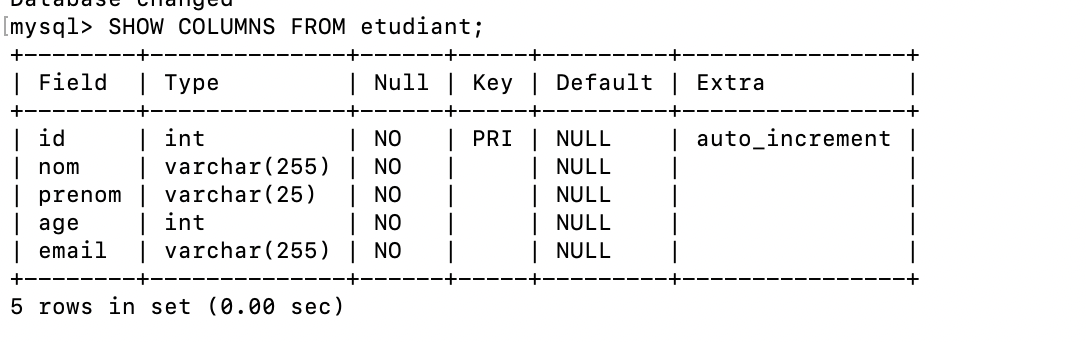 Database changed
[mysql> SHOW COLUMNS FROM etudiant;
+--------+--------------+------+-----+---------+----------------+
| Field  | Type         | Null | Key | Default | Extra          |
+--------+--------------+------+-----+---------+----------------+
| id     | int          | NO   | PRI | NULL    | auto_increment |
| nom    | varchar(255) | NO   |     | NULL    |                |
| prenom | varchar(25)  | NO   |     | NULL    |                |
| age    | int          | NO   |     | NULL    |                |
| email  | varchar(255) | NO   |     | NULL    |                |
+--------+--------------+------+-----+---------+----------------+
5 rows in set (0.00 sec)